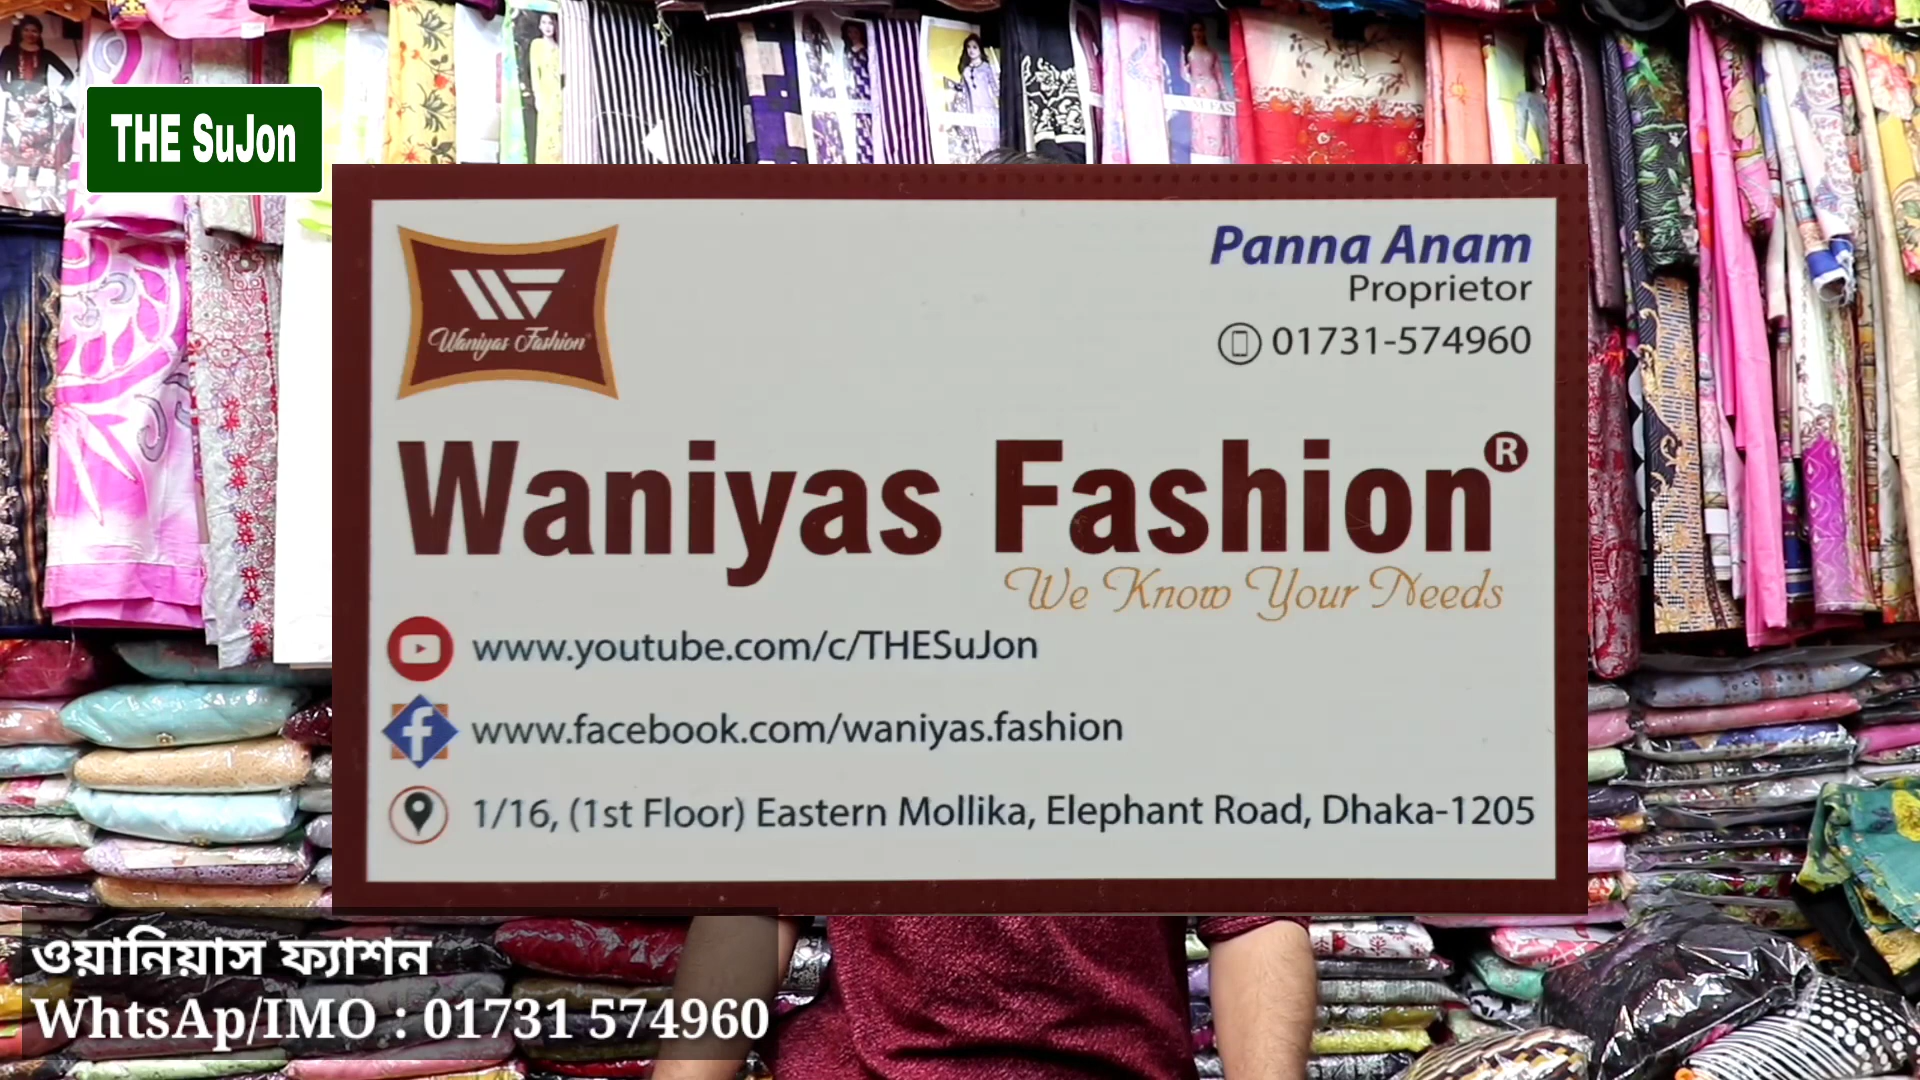 THE SuJon
Waniyas Fashion
Panna Anam
Proprietor
01731-574960
Waniyas Fashion®
We Know Your Needs
www.youtube.com/c/THESuJon
www.facebook.com/waniyas.fashion
1/16, (1st Floor) Eastern Mollika, Elephant Road, Dhaka-1205
ওয়ানিয়াস ফ্যাশন
WhtsAp/IMO : 01731 574960